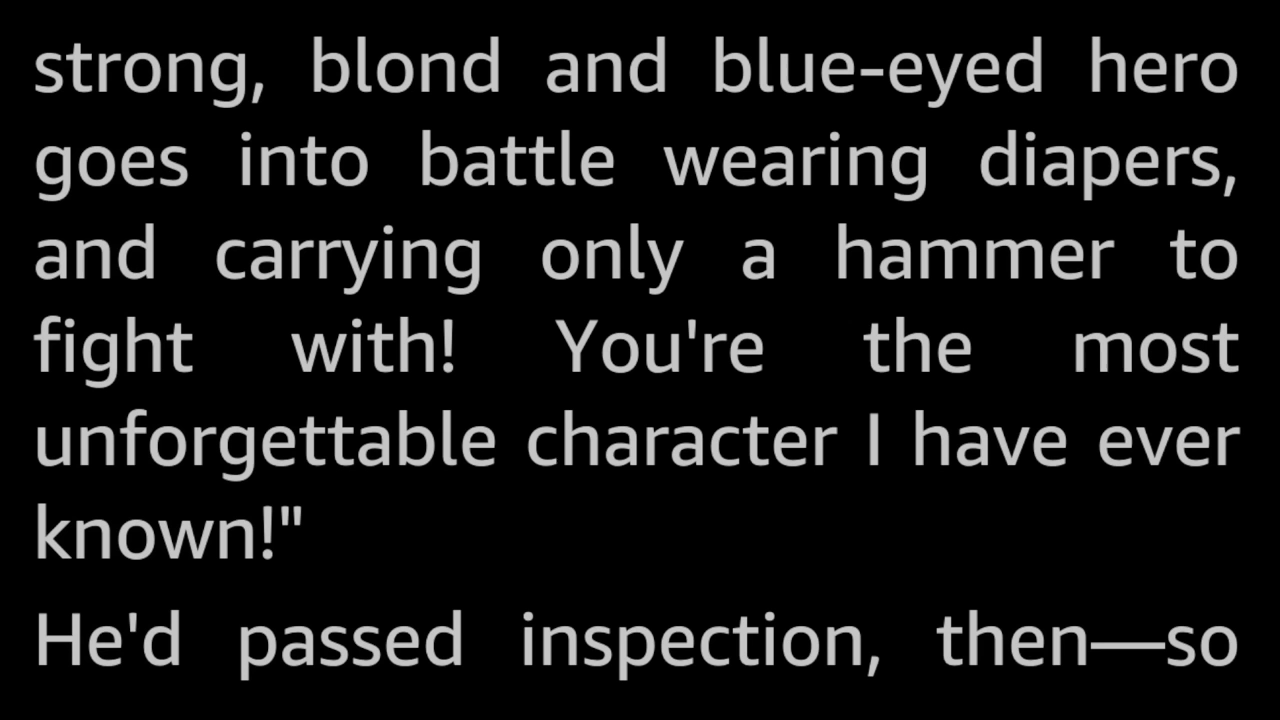 strong, blond and blue-eyed hero
goes into battle wearing diapers,
and carrying only a hammer to
fight with! You're the most
unforgettable character I have ever
known!"
He'd passed inspection, then—so